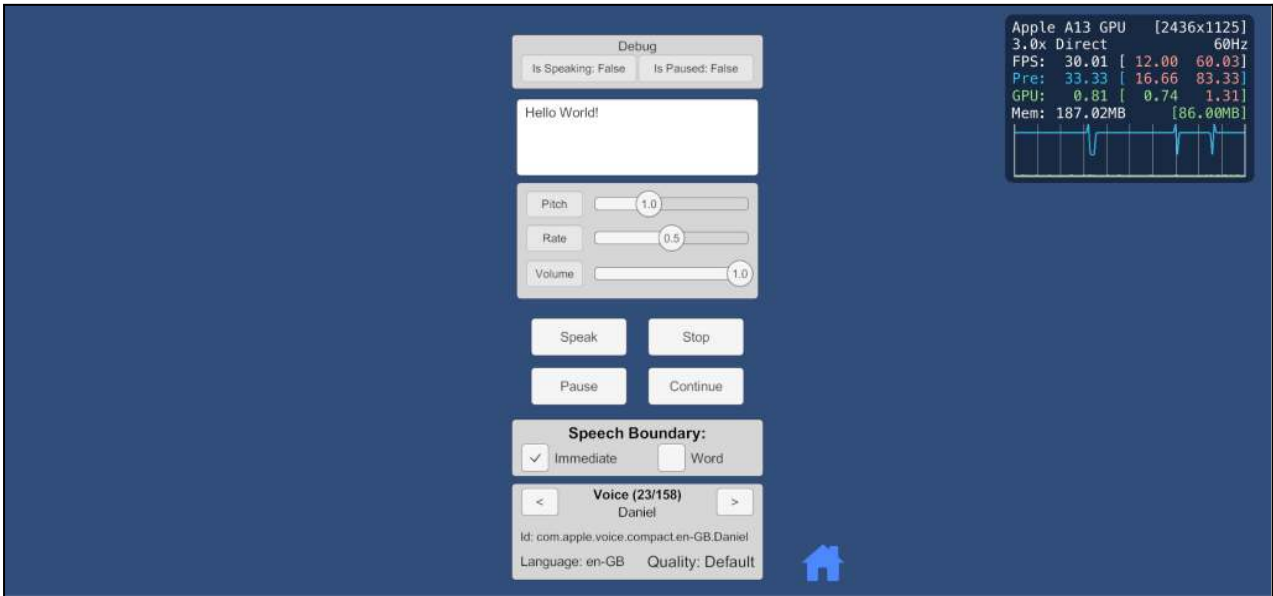 Debug
Is Speaking: False Is Paused: False
Hello World!
Pitch 1.0
Rate 0.5
Volume 1.0
Speak Stop
Pause Continue
Speech Boundary:
✓ Immediate Word
Voice (23/158)
< Daniel >
Id: com.apple.voice.compact.en-GB.Daniel
Language: en-GB Quality: Default
Apple A13 GPU [2436x1125]
3.0x Direct 60Hz
FPS: 30.01 [ 12.00 60.03]
Pre: 33.33 [ 16.66 83.33]
GPU: 0.81 [ 0.74 1.31]
Mem: 187.02MB [86.00MB]